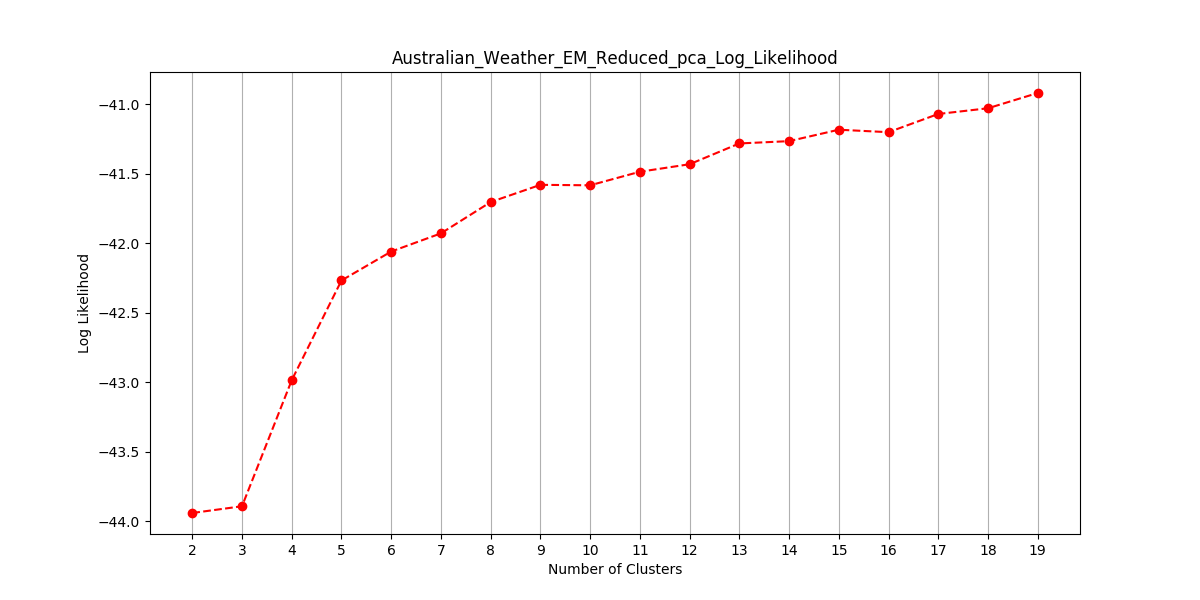 Australian_Weather_EM_Reduced_pca_Log_Likelihood
−41.0
−41.5
−42.0
−42.5
−43.0
−43.5
−44.0
Log Likelihood
2 3 4 5 6 7 8 9 10 11 12 13 14 15 16 17 18 19
Number of Clusters